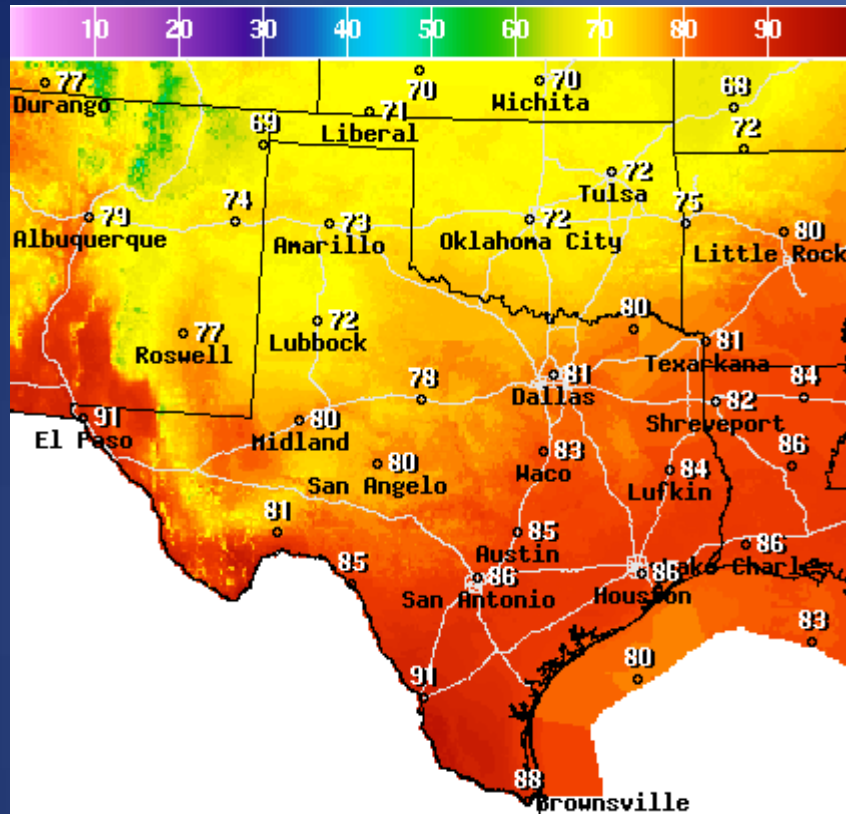 10 20 30 40 50 60 70 80 90
77 70 70 68
Durango Liberal Wichita
71
69 72
72
Tulsa
79 74 73 72 75 80
Albuquerque Amarillo Oklahoma City Little Rock
77 72 80
Roswell Lubbock 81
Texarkana
78 81 82 84
Dallas Shreveport
91 80
El Paso Midland
80 83 84 86
San Angelo Waco Lufkin
81 85 86
Austin Lake Charles
85 86 86
San Antonio Houston
83
91 80
88
Brownsville